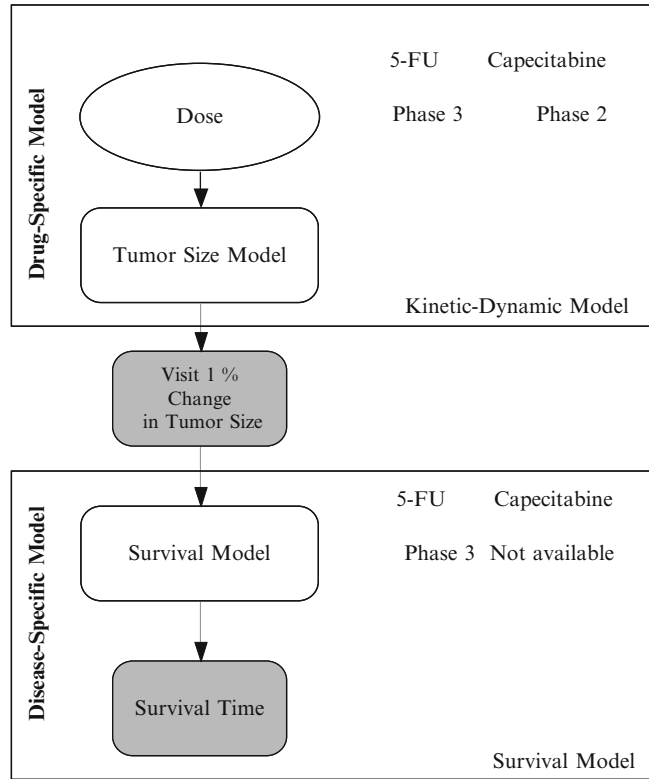 Drug-Specific Model
5-FU Capecitabine
Dose
Phase 3 Phase 2
Tumor Size Model
Kinetic-Dynamic Model
Visit 1 %
Change
in Tumor Size
Disease-Specific Model
5-FU Capecitabine
Survival Model
Phase 3 Not available
Survival Time
Survival Model